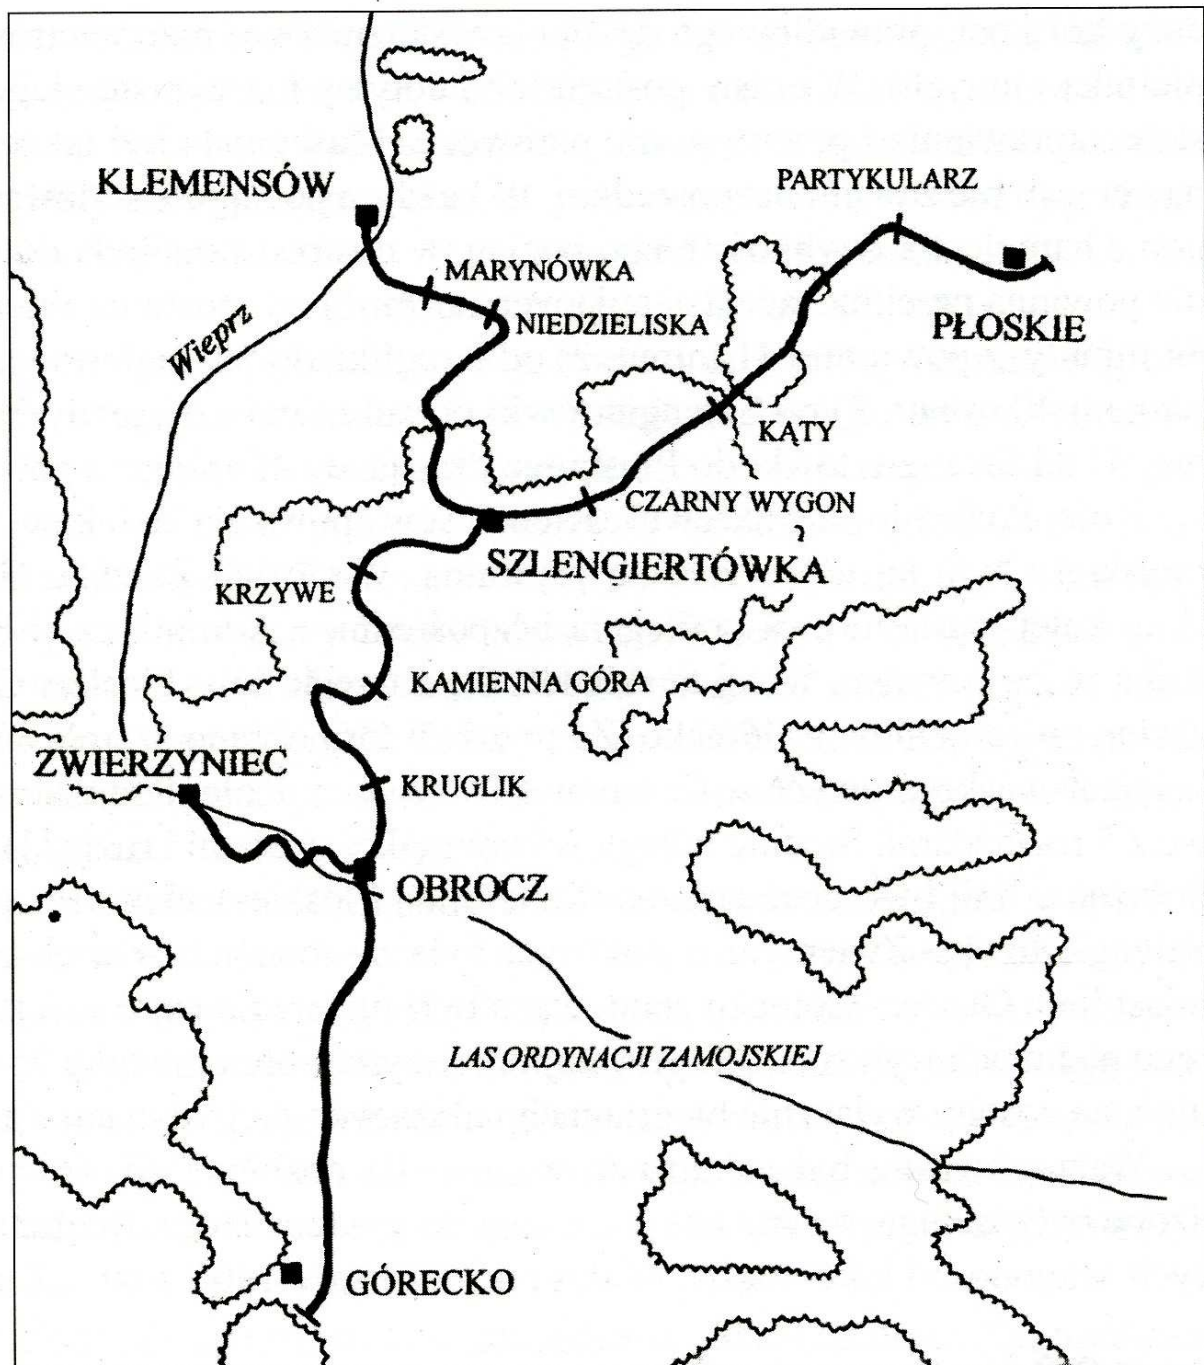 KLEMENSÓW
PARTYKULARZ
MARYNÓWKA
NIEDZIELISKA
PŁOSKIE
Wieprz
KĄTY
CZARNY WYGON
SZLENGIERTÓWKA
KRZYWE
KAMIENNA GÓRA
ZWIERZYNIEC
KRUGLIK
OBROCZ
LAS ORDYNACJI ZAMOJSKIEJ
GÓRECKO